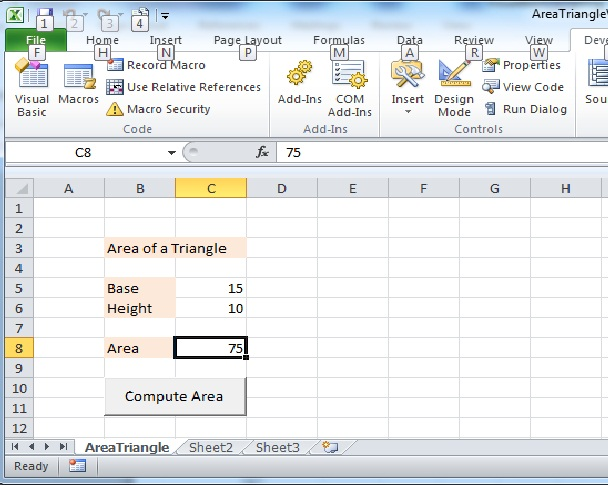 1 2 3 4 AreaTriangle
File Home Insert Page Layout Formulas Data Review View Deve
F H N P M A R W
Visual Basic
Macros
Record Macro
Use Relative References
Macro Security
Code
Add-Ins
COM Add-Ins
Add-Ins
Insert
Design Mode
Properties
View Code
Run Dialog
Controls
Sou
C8 fx 75
A B C D E F G H
1
2
3 Area of a Triangle
4
5 Base 15
6 Height 10
7
8 Area 75
9
10
Compute Area
11
12
AreaTriangle Sheet2 Sheet3
Ready